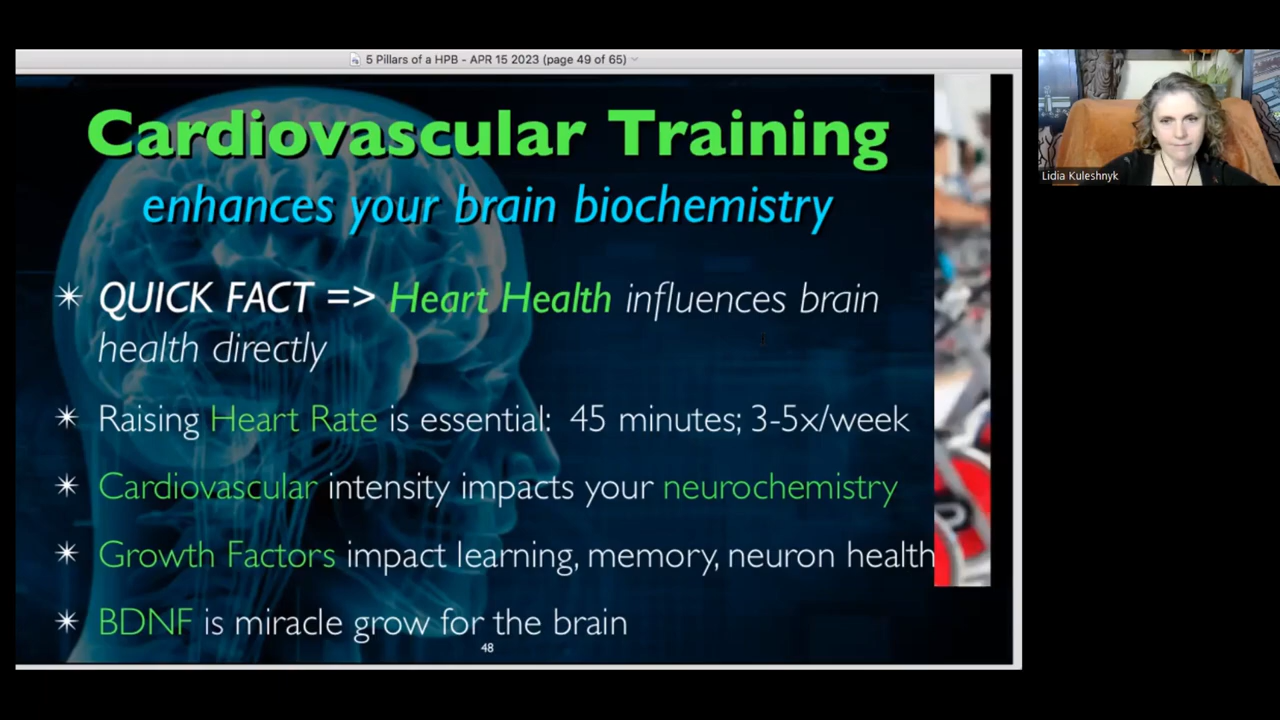 5 Pillars of a HPB - APR 15 2023 (page 49 of 65)
Cardiovascular Training
enhances your brain biochemistry
QUICK FACT => Heart Health influences brain
health directly
Raising Heart Rate is essential: 45 minutes; 3-5x/week
Cardiovascular intensity impacts your neurochemistry
Growth Factors impact learning, memory, neuron health
BDNF is miracle grow for the brain
48
Lidia Kuleshnyk